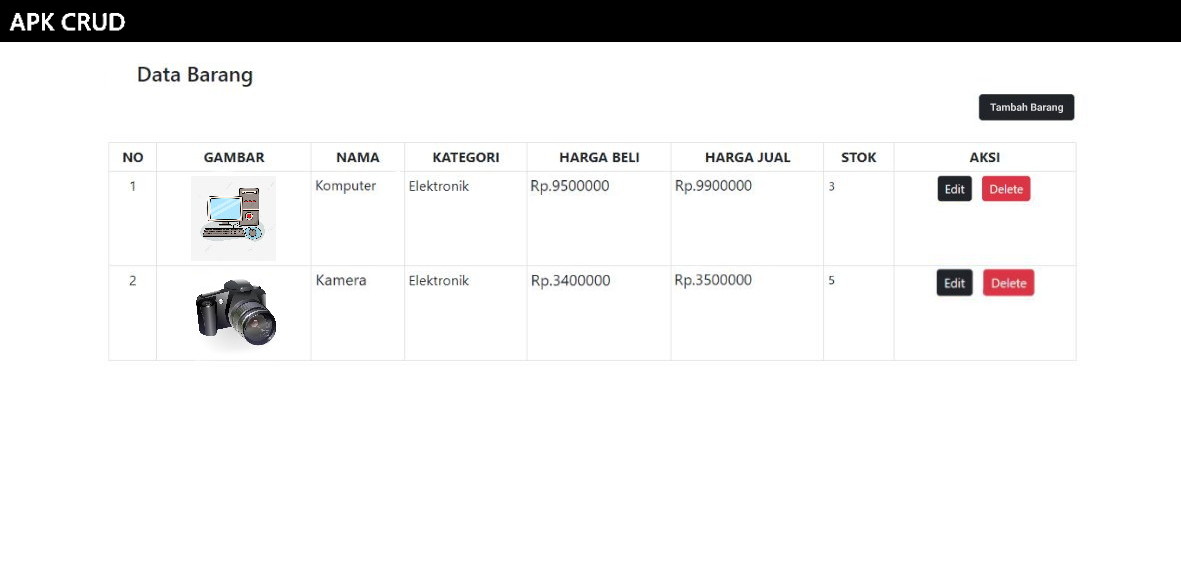 APK CRUD
Data Barang
Tambah Barang
NO GAMBAR NAMA KATEGORI HARGA BELI HARGA JUAL STOK AKSI
1 Komputer Elektronik Rp.9500000 Rp.9900000 3 Edit Delete
2 Kamera Elektronik Rp.3400000 Rp.3500000 5 Edit Delete